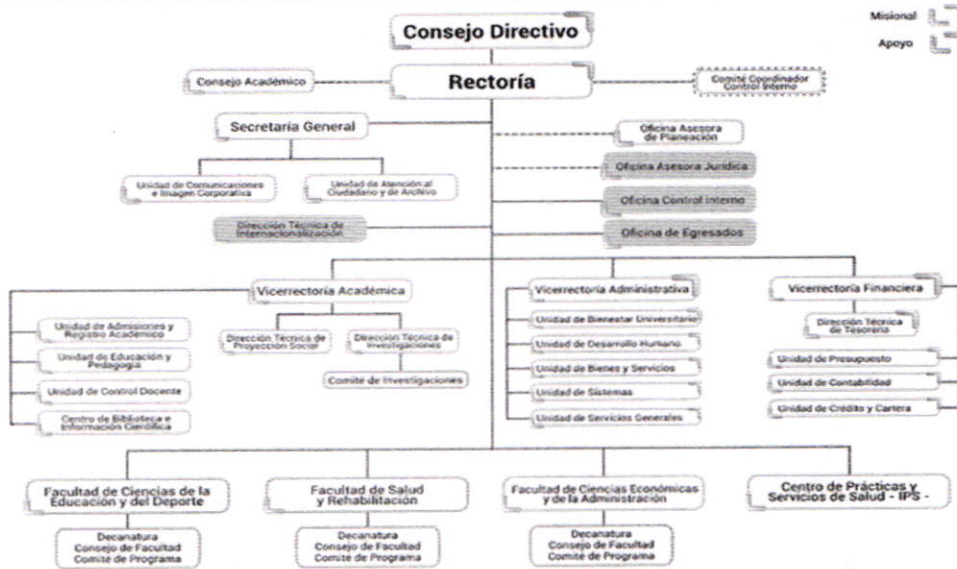 Misional
Consejo Directivo
Apoyo
Consejo Académico
Rectoría
Comité Coordinador
Control Interno
Secretaría General
Oficina Asesora
de Planeación
Unidad de Comunicaciones
e Imagen Corporativa
Unidad de Atención al
Ciudadano y de Archivo
Oficina Asesora Jurídica
Oficina Control Interno
Dirección Técnica de
Internacionalización
Oficina de Egresados
Vicerrectoría Académica
Vicerrectoría Administrativa
Vicerrectoría Financiera
Unidad de Admisiones y
Registro Académico
Unidad de Educación y
Pedagogía
Unidad de Control Docente
Centro de Biblioteca e
Información Científica
Dirección Técnica de
Proyección Social
Dirección Técnica de
Investigaciones
Comité de Investigaciones
Unidad de Bienestar Universitario
Unidad de Desarrollo Humano
Unidad de Bienes y Servicios
Unidad de Sistemas
Unidad de Servicios Generales
Dirección Técnica
de Tesorería
Unidad de Presupuesto
Unidad de Contabilidad
Unidad de Crédito y Cartera
Facultad de Ciencias de la
Educación y del Deporte
Decanatura
Consejo de Facultad
Comité de Programa
Facultad de Salud
y Rehabilitación
Decanatura
Consejo de Facultad
Comité de Programa
Facultad de Ciencias Económicas
y de la Administración
Decanatura
Consejo de Facultad
Comité de Programa
Centro de Prácticas y
Servicios de Salud - IPS -